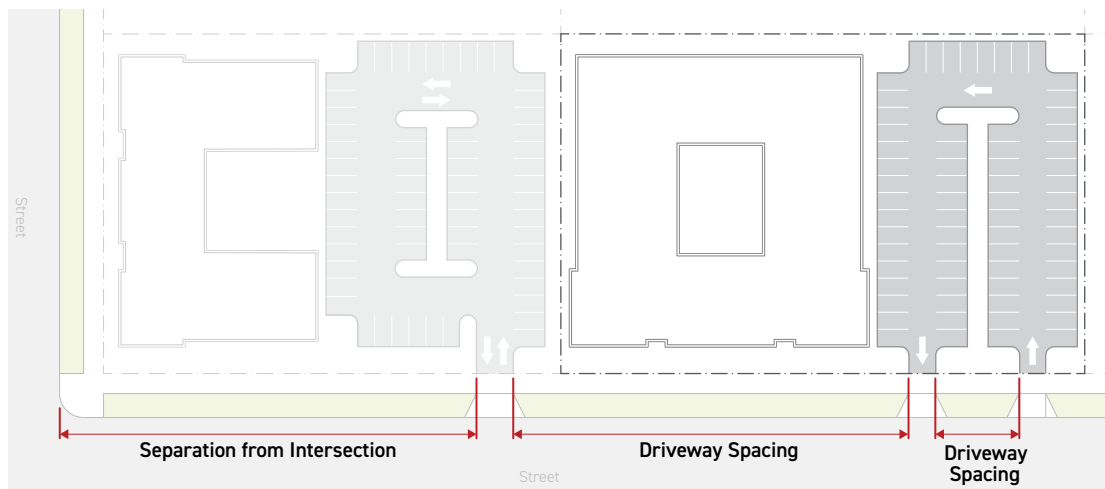 Street
Separation from Intersection
Driveway Spacing
Driveway
Spacing
Street